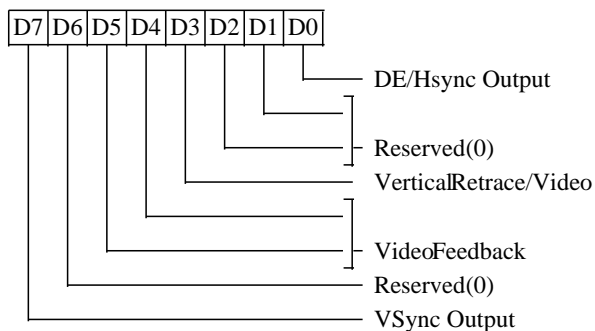 D7 D6 D5 D4 D3 D2 D1 D0
DE/Hsync Output
Reserved(0)
VerticalRetrace/Video
VideoFeedback
Reserved(0)
VSync Output